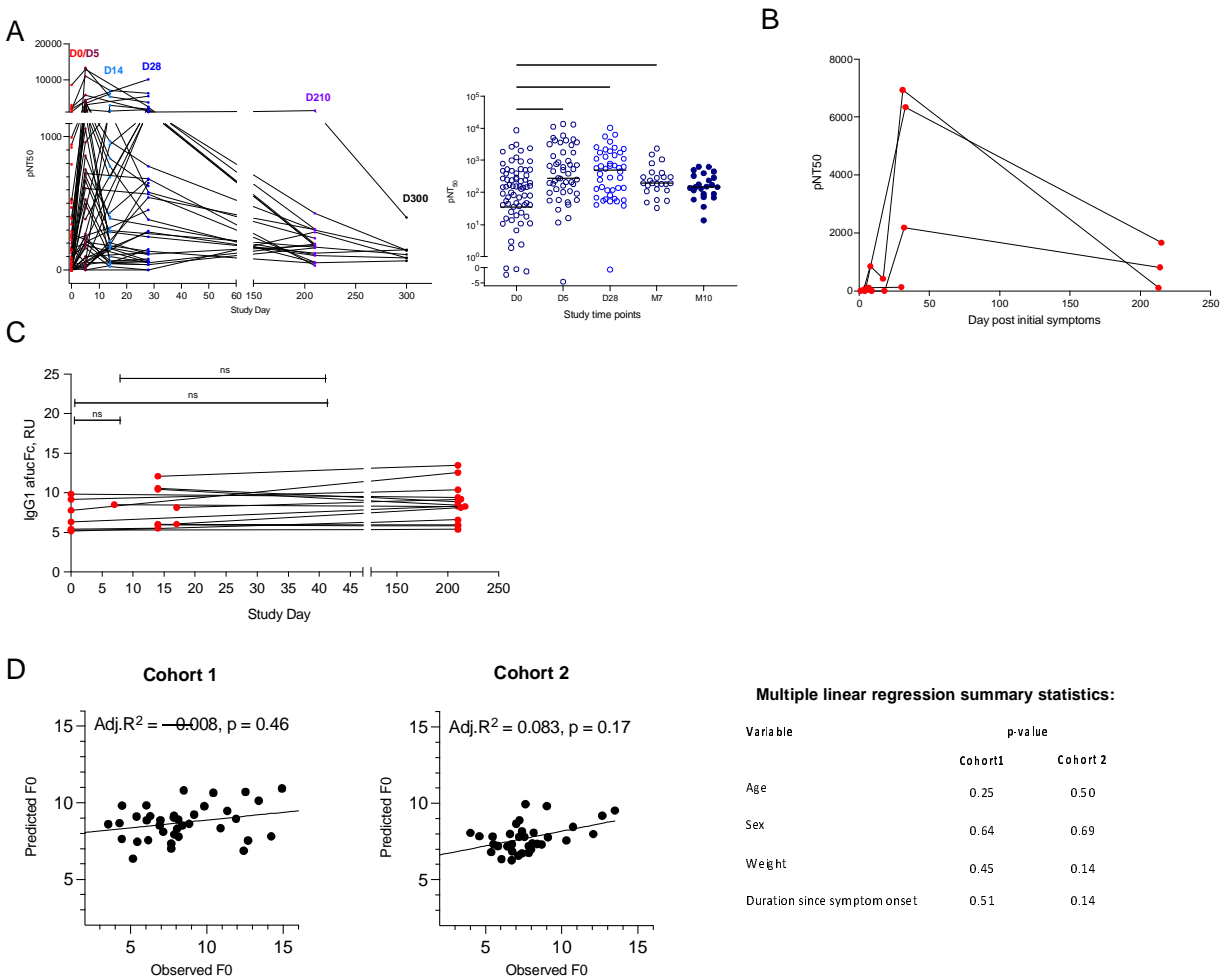 A
20000
10000
1000
0
pNT50
D0/D5
D14
D28
D210
D300
0 10 20 30 40 50 60 150 200 250 300
Study Day
10^5
10^4
10^3
10^2
10^1
10^0
0
-5
pNT50
D0 D5 D28 M7 M10
Study time points
B
8000
6000
4000
2000
0
pNT50
0 50 100 150 200 250
Day post initial symptoms
C
25
20
15
10
5
0
IgG1 afucFc, RU
ns
ns
ns
0 5 10 15 20 25 30 35 40 45 150 200 250
Study Day
D
Cohort 1
Adj.R2 = −0.008, p = 0.46
15
10
5
Predicted F0
5 10 15
Observed F0
Cohort 2
Adj.R2 = 0.083, p = 0.17
15
10
5
Predicted F0
5 10 15
Observed F0
Multiple linear regression summary statistics:
Variable p-value
Cohort1 Cohort 2
Age 0.25 0.50
Sex 0.64 0.69
Weight 0.45 0.14
Duration since symptom onset 0.51 0.14